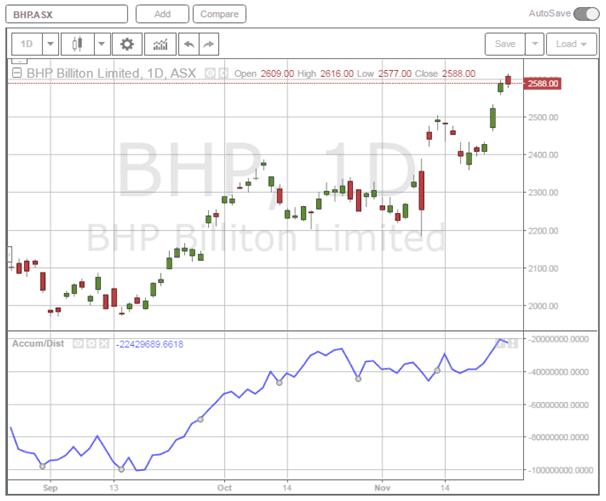 BHP.ASX Add Compare AutoSave
1D Save Load
BHP Billiton Limited, 1D, ASX Open 2609.00 High 2616.00 Low 2577.00 Close 2588.00
2588.00
2500.00
BHP, 1D
2400.00
2300.00
BHP Billiton Limited
2200.00
2100.00
2000.00
Accum/Dist -22429689.6618
-20000000.0000
-40000000.0000
-60000000.0000
-80000000.0000
-100000000.0000
Sep 13 Oct 14 Nov 14